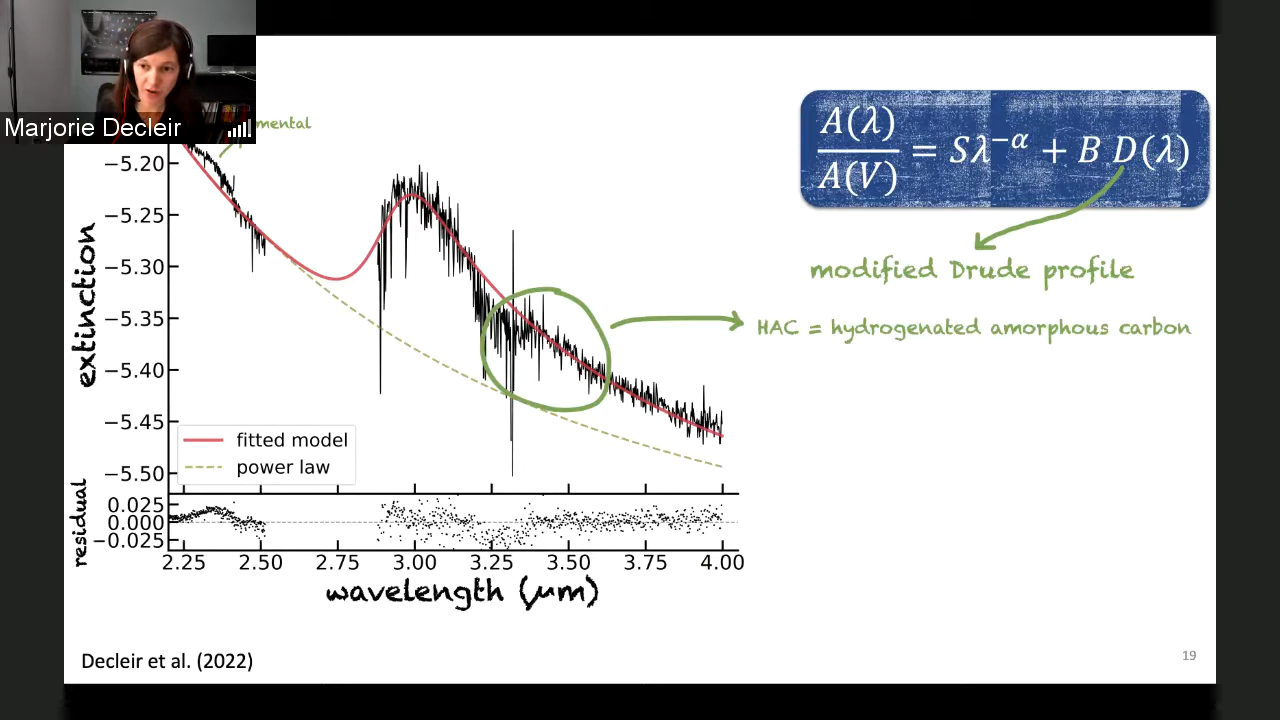 Marjorie Decleir
mental
A(λ)
A(V)
= Sλ^−α + B D(λ)
modified Drude profile
HAC = hydrogenated amorphous carbon
extinction
−5.20
−5.25
−5.30
−5.35
−5.40
−5.45
−5.50
fitted model
power law
residual
0.025
0.000
−0.025
2.25 2.50 2.75 3.00 3.25 3.50 3.75 4.00
wavelength (μm)
Decleir et al. (2022)
19